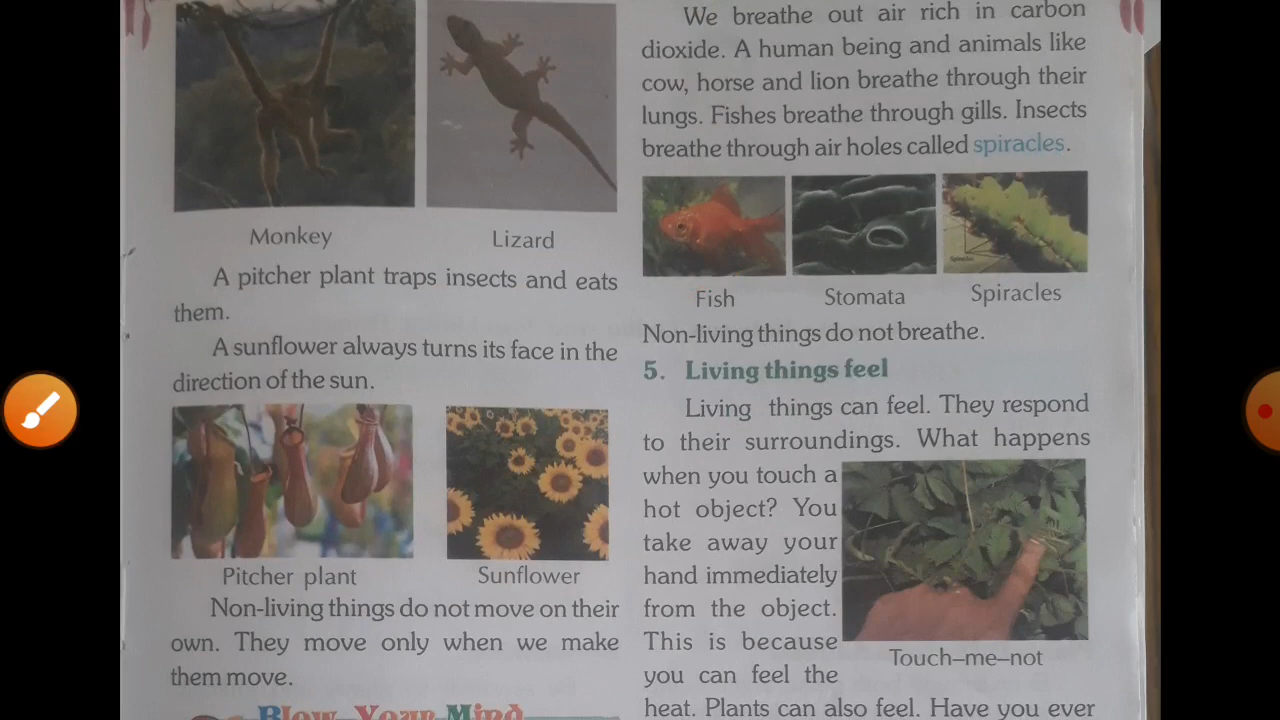 Monkey
Lizard
A pitcher plant traps insects and eats
them.
A sunflower always turns its face in the
direction of the sun.
Pitcher plant
Sunflower
Non-living things do not move on their
own. They move only when we make
them move.
Blow Your Mind
We breathe out air rich in carbon
dioxide. A human being and animals like
cow, horse and lion breathe through their
lungs. Fishes breathe through gills. Insects
breathe through air holes called spiracles.
Spiracles
Fish
Stomata
Spiracles
Non-living things do not breathe.
5. Living things feel
Living things can feel. They respond
to their surroundings. What happens
when you touch a
hot object? You
take away your
hand immediately
from the object.
This is because
you can feel the
Touch–me–not
heat. Plants can also feel. Have you ever